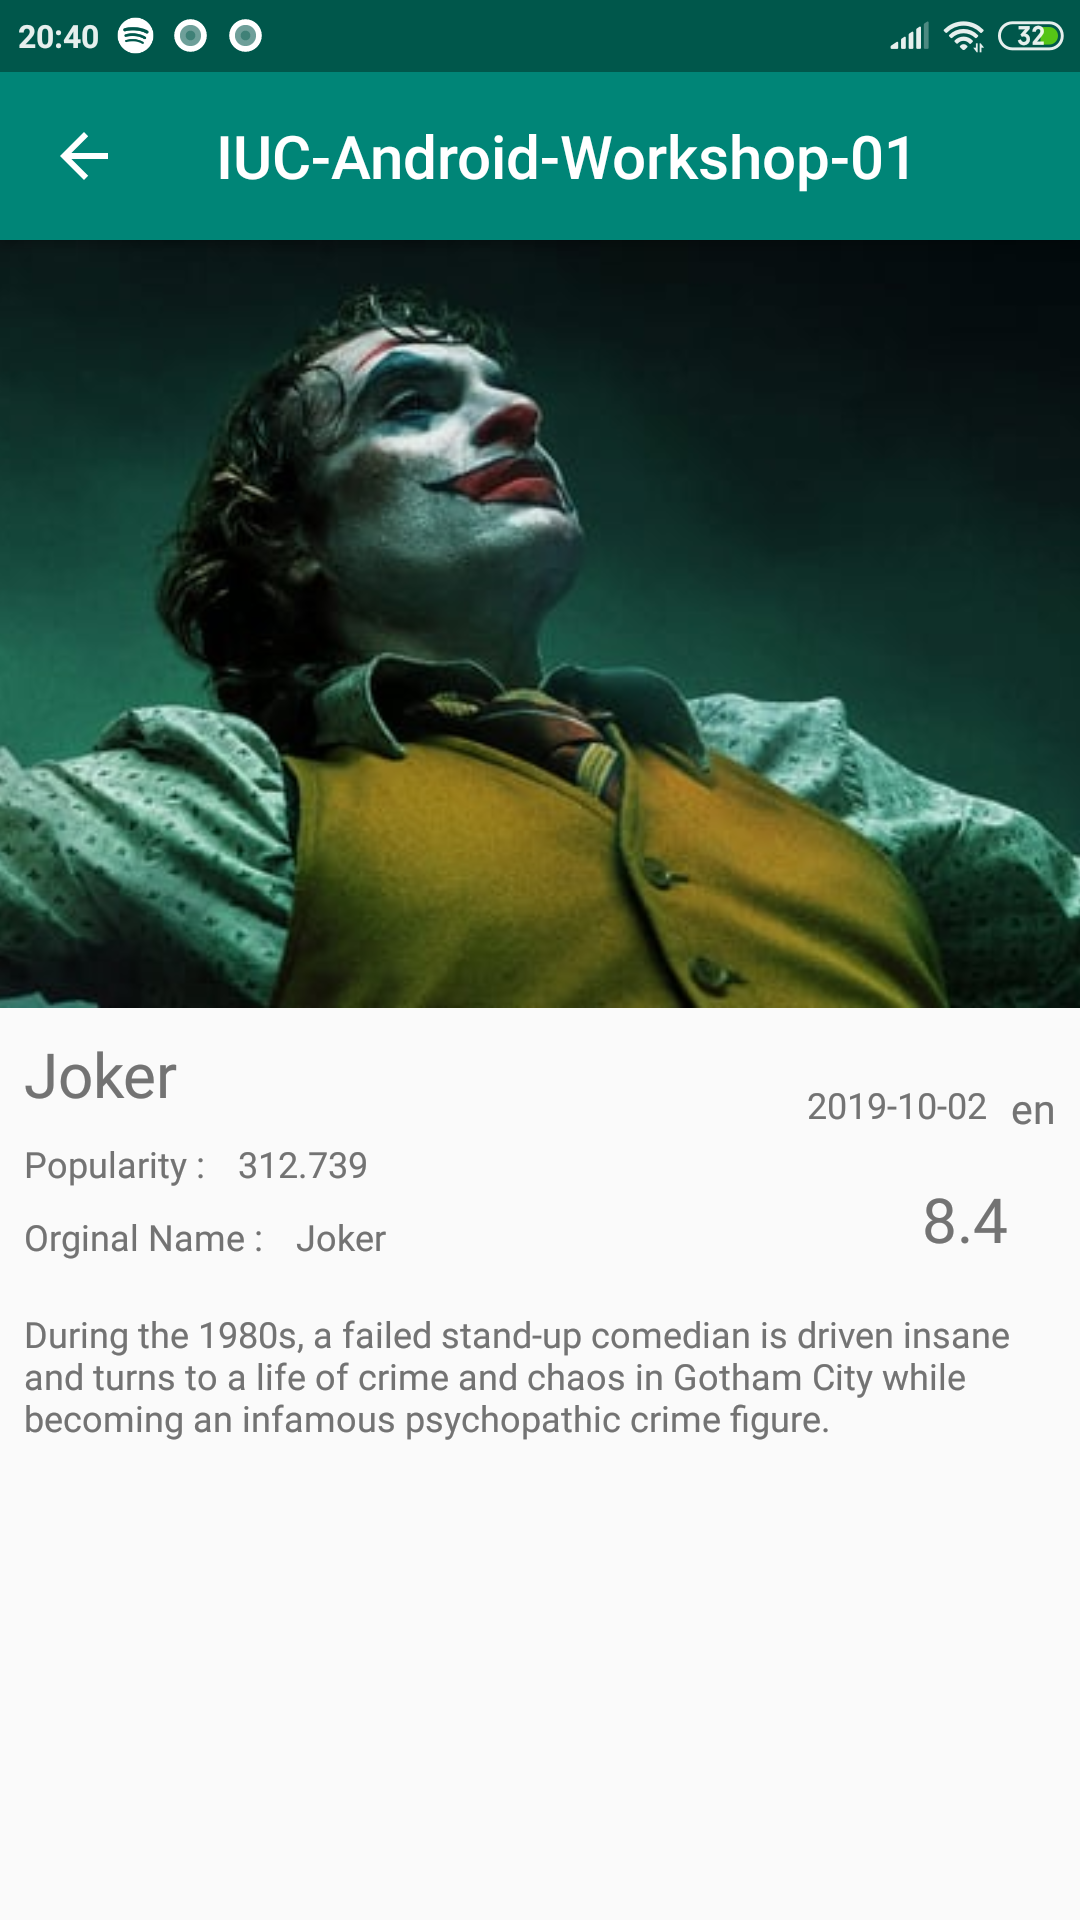 20:40
32
IUC-Android-Workshop-01
Joker
2019-10-02 en
Popularity : 312.739
8.4
Orginal Name : Joker
During the 1980s, a failed stand-up comedian is driven insane
and turns to a life of crime and chaos in Gotham City while
becoming an infamous psychopathic crime figure.